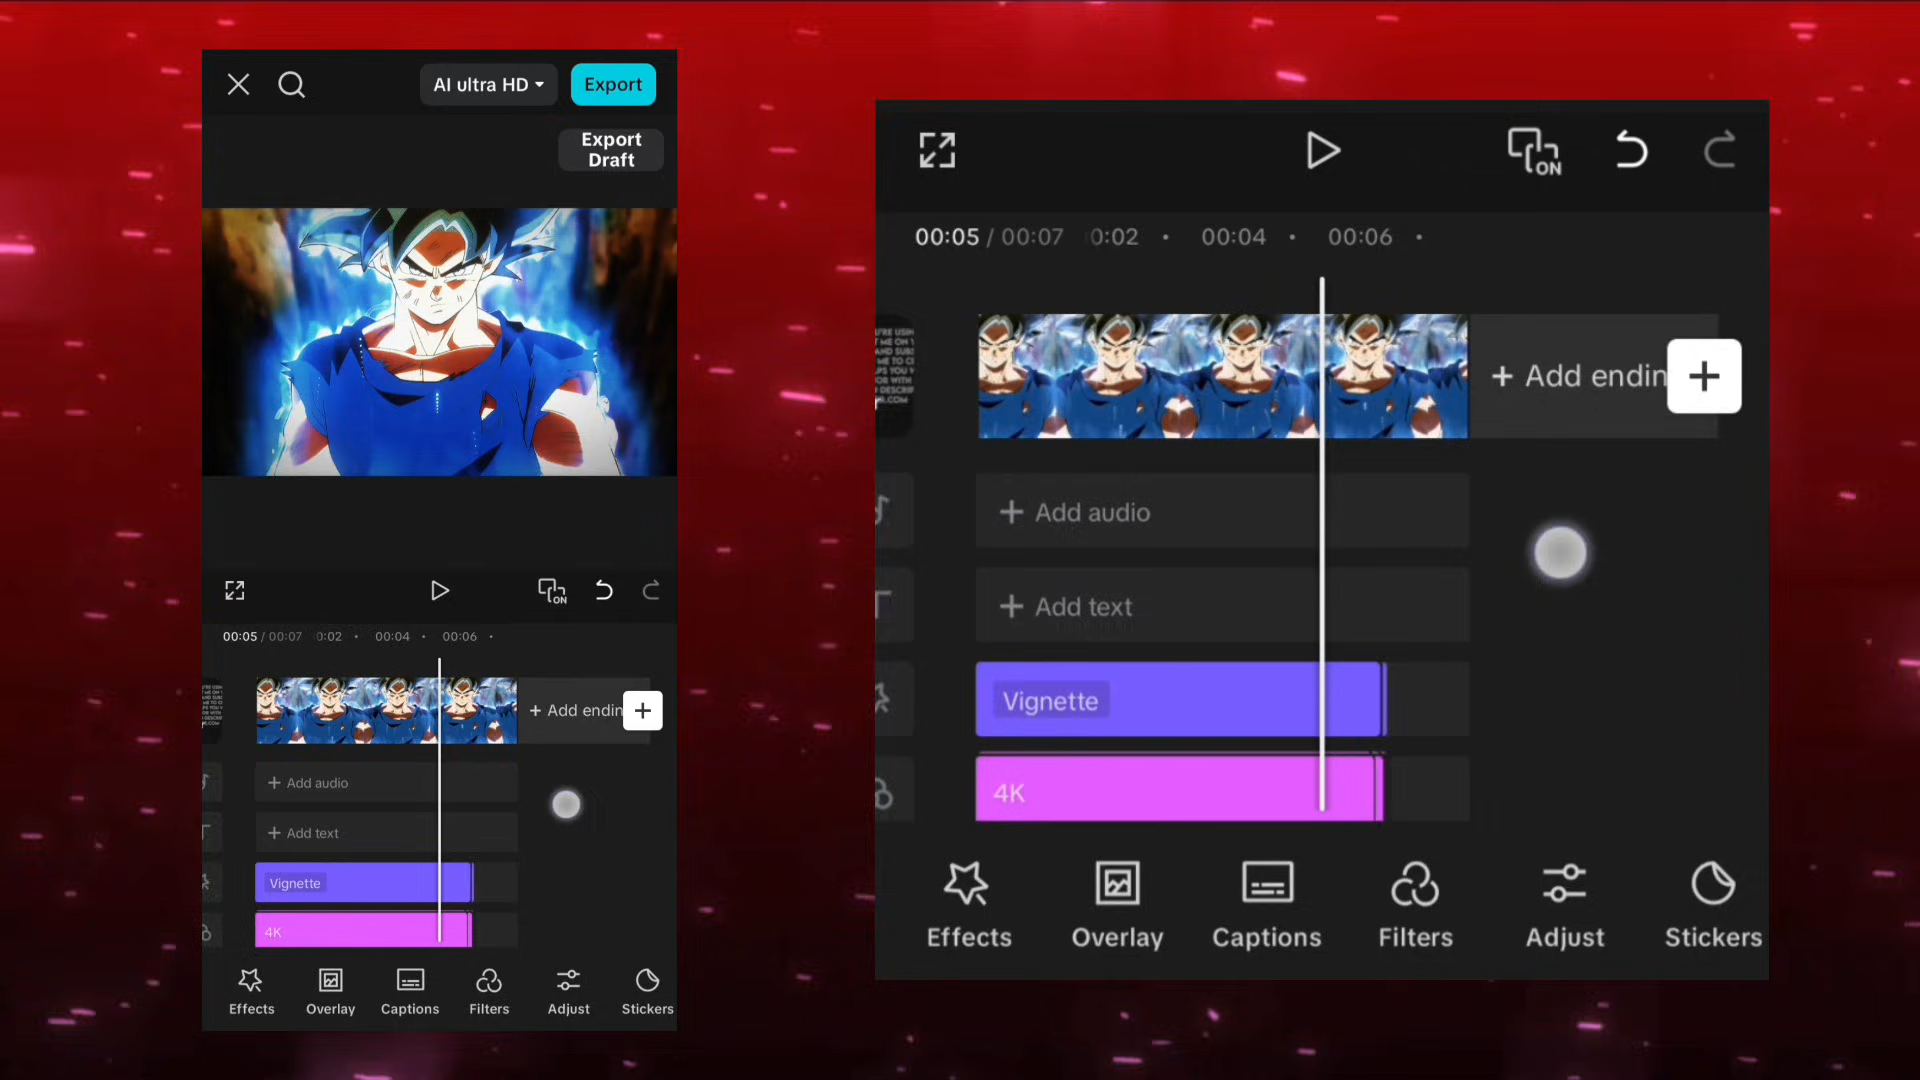 AI ultra HD
Export
Export
Draft
00:05 / 00:07 0:02 00:04 00:06
+ Add endin
+
+ Add audio
+ Add text
Vignette
4K
Effects
Overlay
Captions
Filters
Adjust
Stickers
ON
ON
00:05 / 00:07 0:02 00:04 00:06
+ Add endin
+
+ Add audio
+ Add text
Vignette
4K
Effects
Overlay
Captions
Filters
Adjust
Stickers